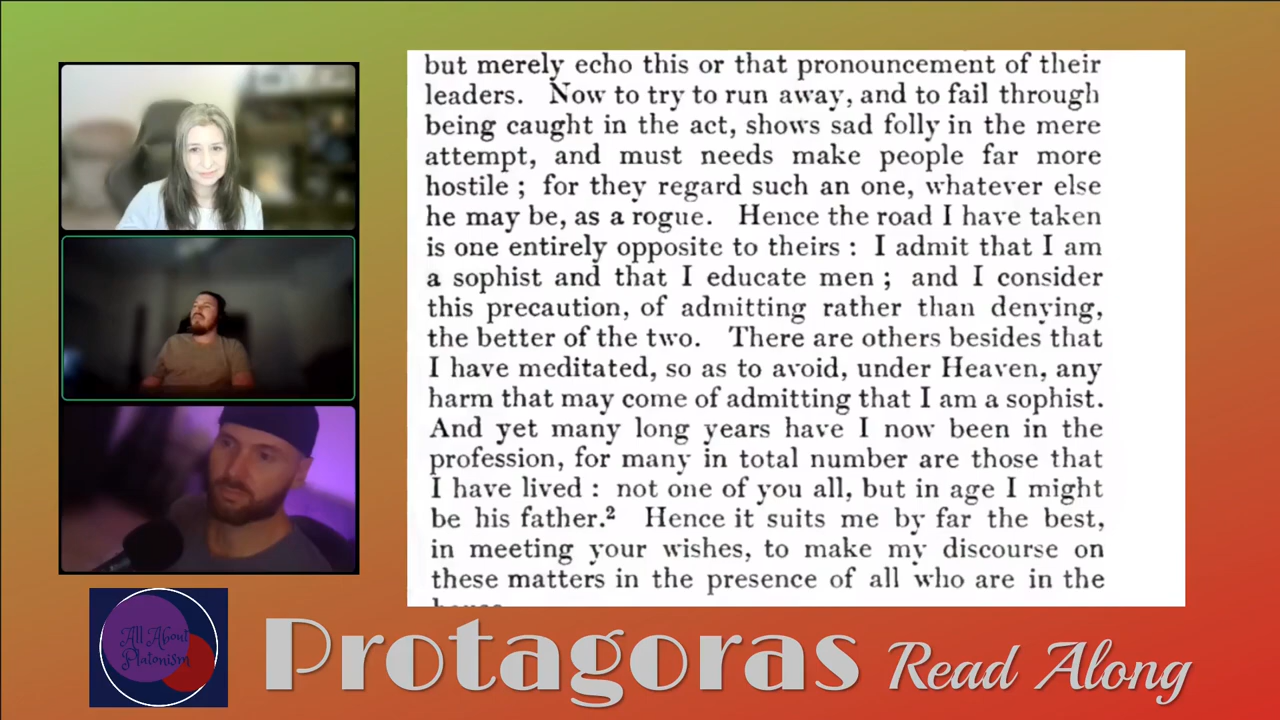 but merely echo this or that pronouncement of their
leaders. Now to try to run away, and to fail through
being caught in the act, shows sad folly in the mere
attempt, and must needs make people far more
hostile ; for they regard such an one, whatever else
he may be, as a rogue. Hence the road I have taken
is one entirely opposite to theirs : I admit that I am
a sophist and that I educate men ; and I consider
this precaution, of admitting rather than denying,
the better of the two. There are others besides that
I have meditated, so as to avoid, under Heaven, any
harm that may come of admitting that I am a sophist.
And yet many long years have I now been in the
profession, for many in total number are those that
I have lived : not one of you all, but in age I might
be his father.² Hence it suits me by far the best,
in meeting your wishes, to make my discourse on
these matters in the presence of all who are in the
All About
Platonism
Protagoras Read Along